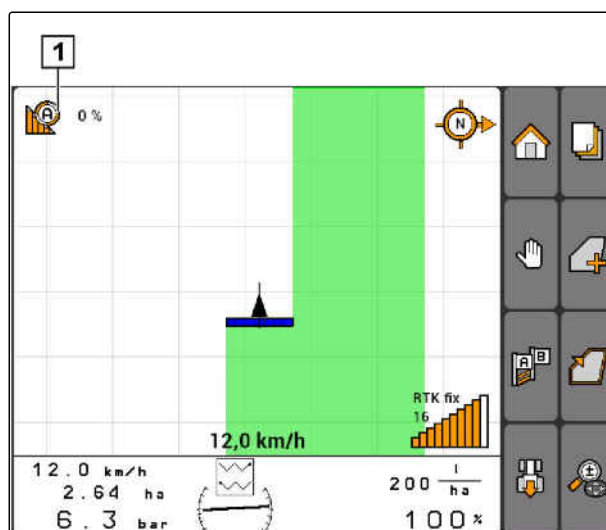 1
A 0 %
N
A B
RTK fix
16
12,0 km/h
12.0 km/h
2.64 ha
6.3 bar
200 l/ha
100 %